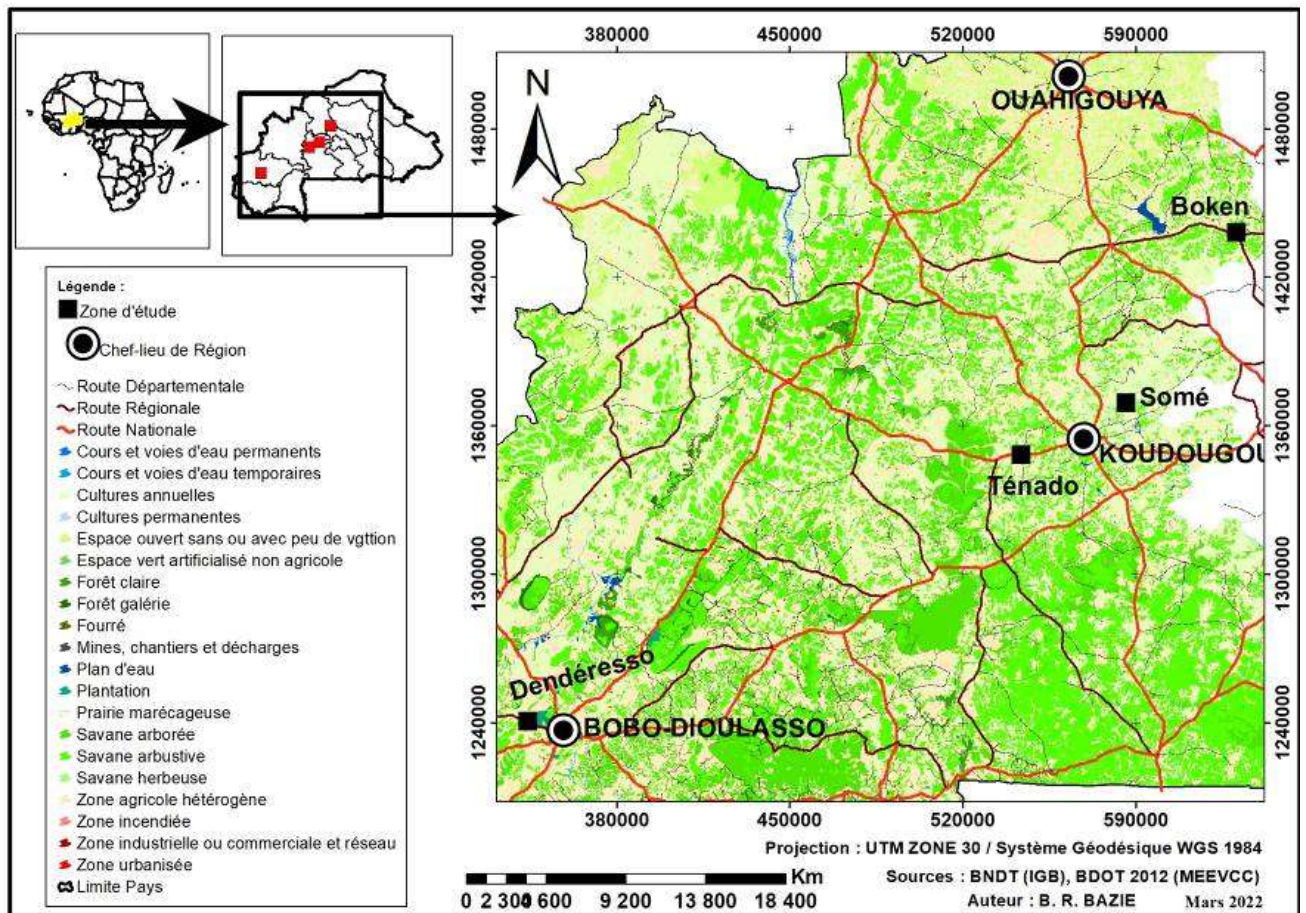 380000 450000 520000 590000
N
OUAHIGOUYA
1480000
Boken
1420000
Légende :
Zone d'étude
Chef-lieu de Région
Route Départementale
Route Régionale
Route Nationale
Cours et voies d'eau permanents
Cours et voies d'eau temporaires
Cultures annuelles
Cultures permanentes
Espace ouvert sans ou avec peu de vgttion
Espace vert artificialisé non agricole
Forêt claire
Forêt galérie
Fourré
Mines, chantiers et décharges
Plan d'eau
Plantation
Prairie marécageuse
Savane arborée
Savane arbustive
Savane herbeuse
Zone agricole hétérogène
Zone incendiée
Zone industrielle ou commerciale et réseau
Zone urbanisée
Limite Pays
Somé
1360000
KOUDOUGOU
Ténado
1300000
Dendéresso
1240000
BOBO-DIOULASSO
380000 450000 520000 590000
Projection : UTM ZONE 30 / Système Géodésique WGS 1984
Km
0 2 300 4 600 9 200 13 800 18 400
Sources : BNDT (IGB), BDOT 2012 (MEEVCC)
Auteur : B. R. BAZIE Mars 2022